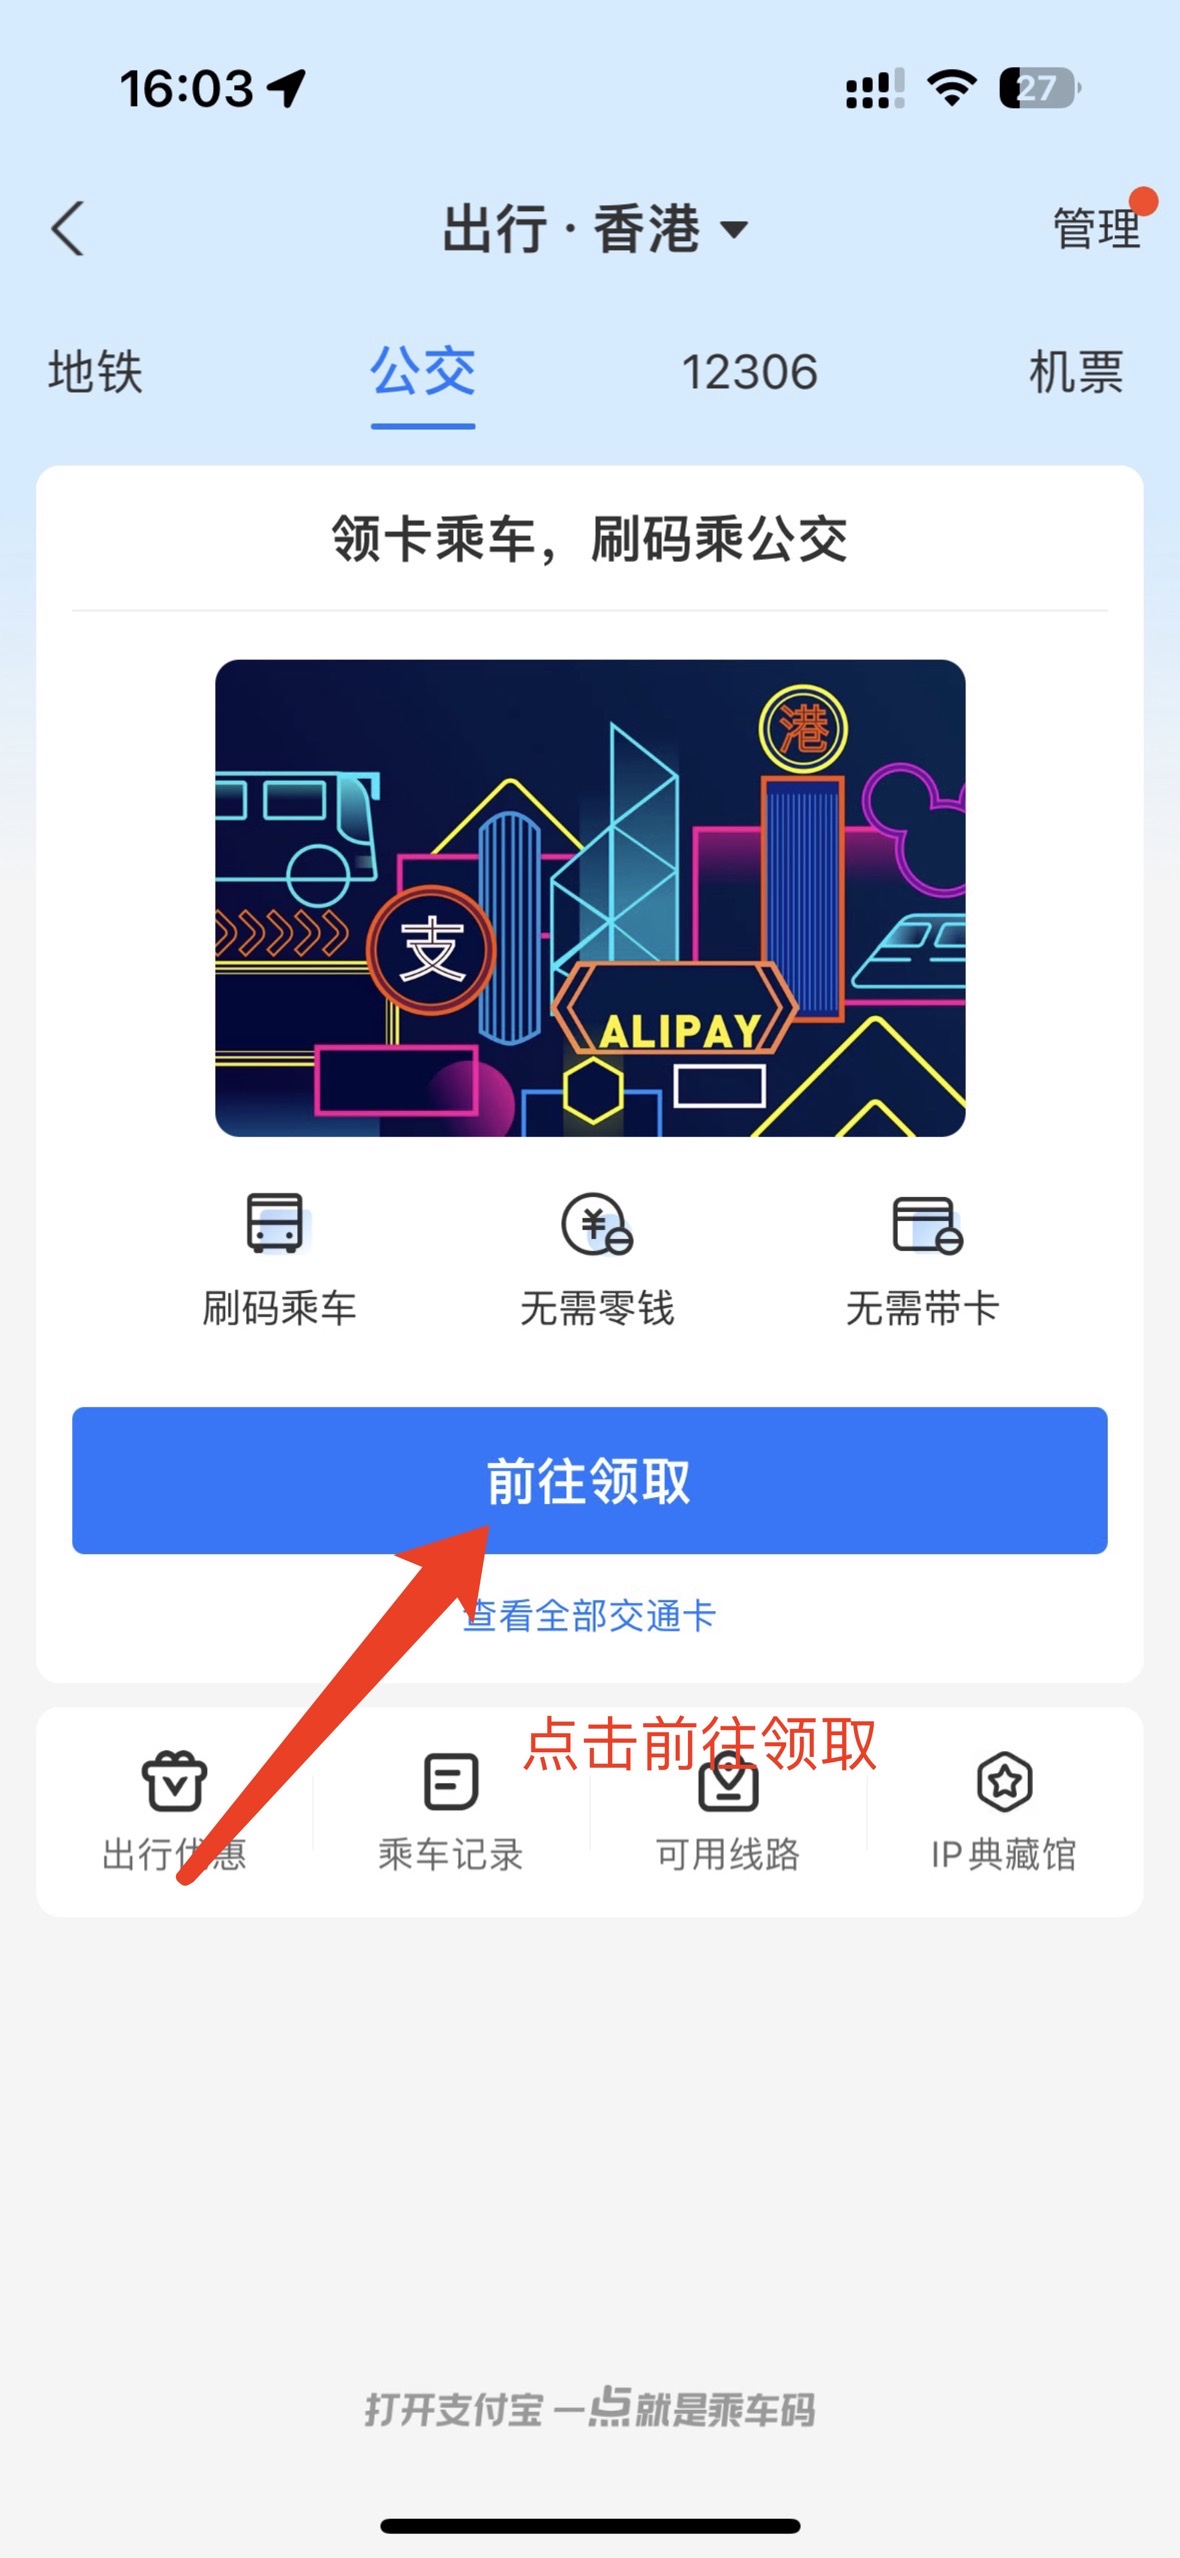 16:03
27
出行 · 香港
管理
地铁
公交
12306
机票
领卡乘车，刷码乘公交
港
支
ALIPAY
刷码乘车
无需零钱
无需带卡
前往领取
查看全部交通卡
点击前往领取
出行优惠
乘车记录
可用线路
IP典藏馆
打开支付宝 一点就是乘车码